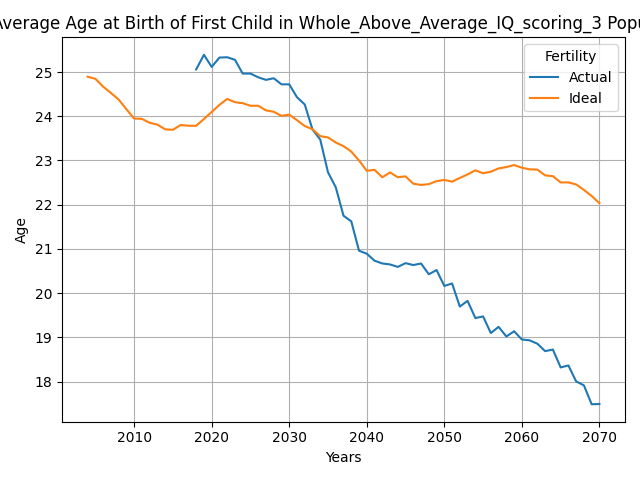 Average Age at Birth of First Child in Whole_Above_Average_IQ_scoring_3
Fertility
Actual
Ideal
Age
25
24
23
22
21
20
19
18
2010 2020 2030 2040 2050 2060 2070
Years